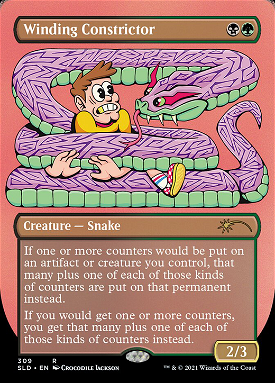 Winding Constrictor
Creature — Snake
If one or more counters would be put on
an artifact or creature you control, that
many plus one of each of those kinds
of counters are put on that permanent
instead.
If you would get one or more counters,
you get that many plus one of each of
those kinds of counters instead.
2/3
309 R
SLD • EN Crocodile Jackson
™ & © 2021 Wizards of the Coast